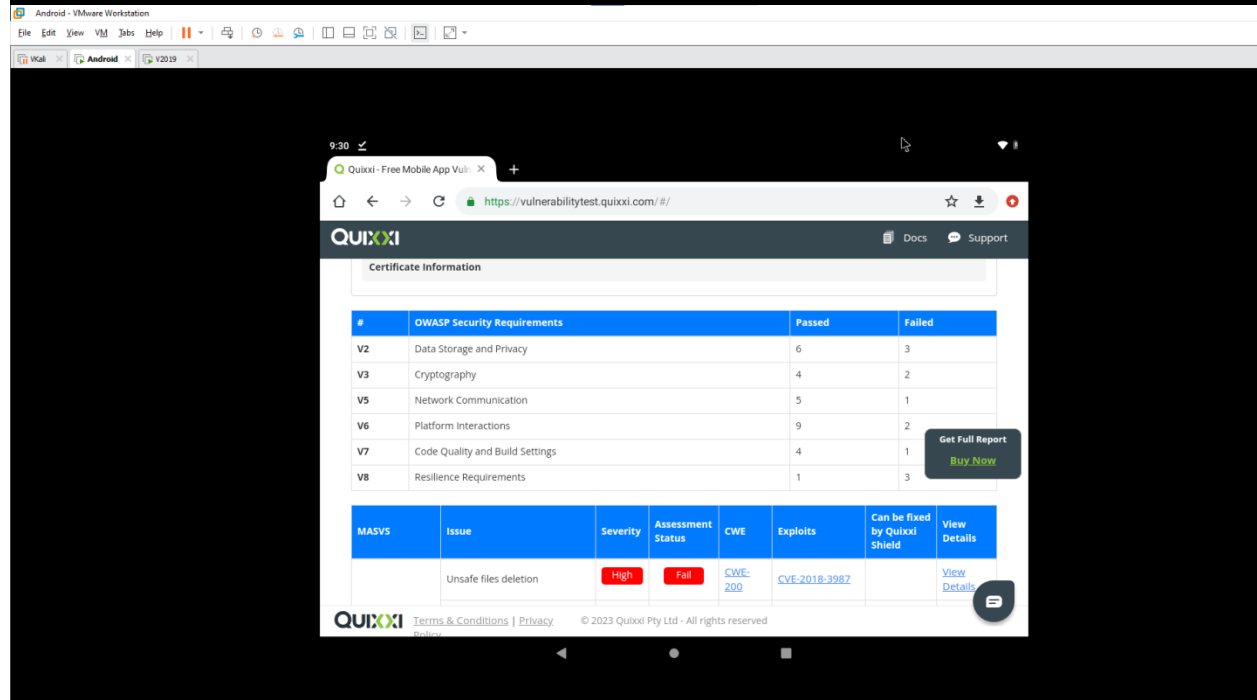 Android - VMware Workstation
File Edit View VM Tabs Help
VKali Android V2019
9:30
Quixxi - Free Mobile App Vuln
https://vulnerabilitytest.quixxi.com/#/
QUIXXI Docs Support
Certificate Information
# OWASP Security Requirements Passed Failed
V2 Data Storage and Privacy 6 3
V3 Cryptography 4 2
V5 Network Communication 5 1
V6 Platform Interactions 9 2
V7 Code Quality and Build Settings 4 1
V8 Resilience Requirements 1 3
Get Full Report
Buy Now
MASVS Issue Severity Assessment Status CWE Exploits Can be fixed by Quixxi Shield View Details
Unsafe files deletion High Fail CWE-200 CVE-2018-3987 View Details
QUIXXI Terms & Conditions | Privacy Policy © 2023 Quixxi Pty Ltd - All rights reserved